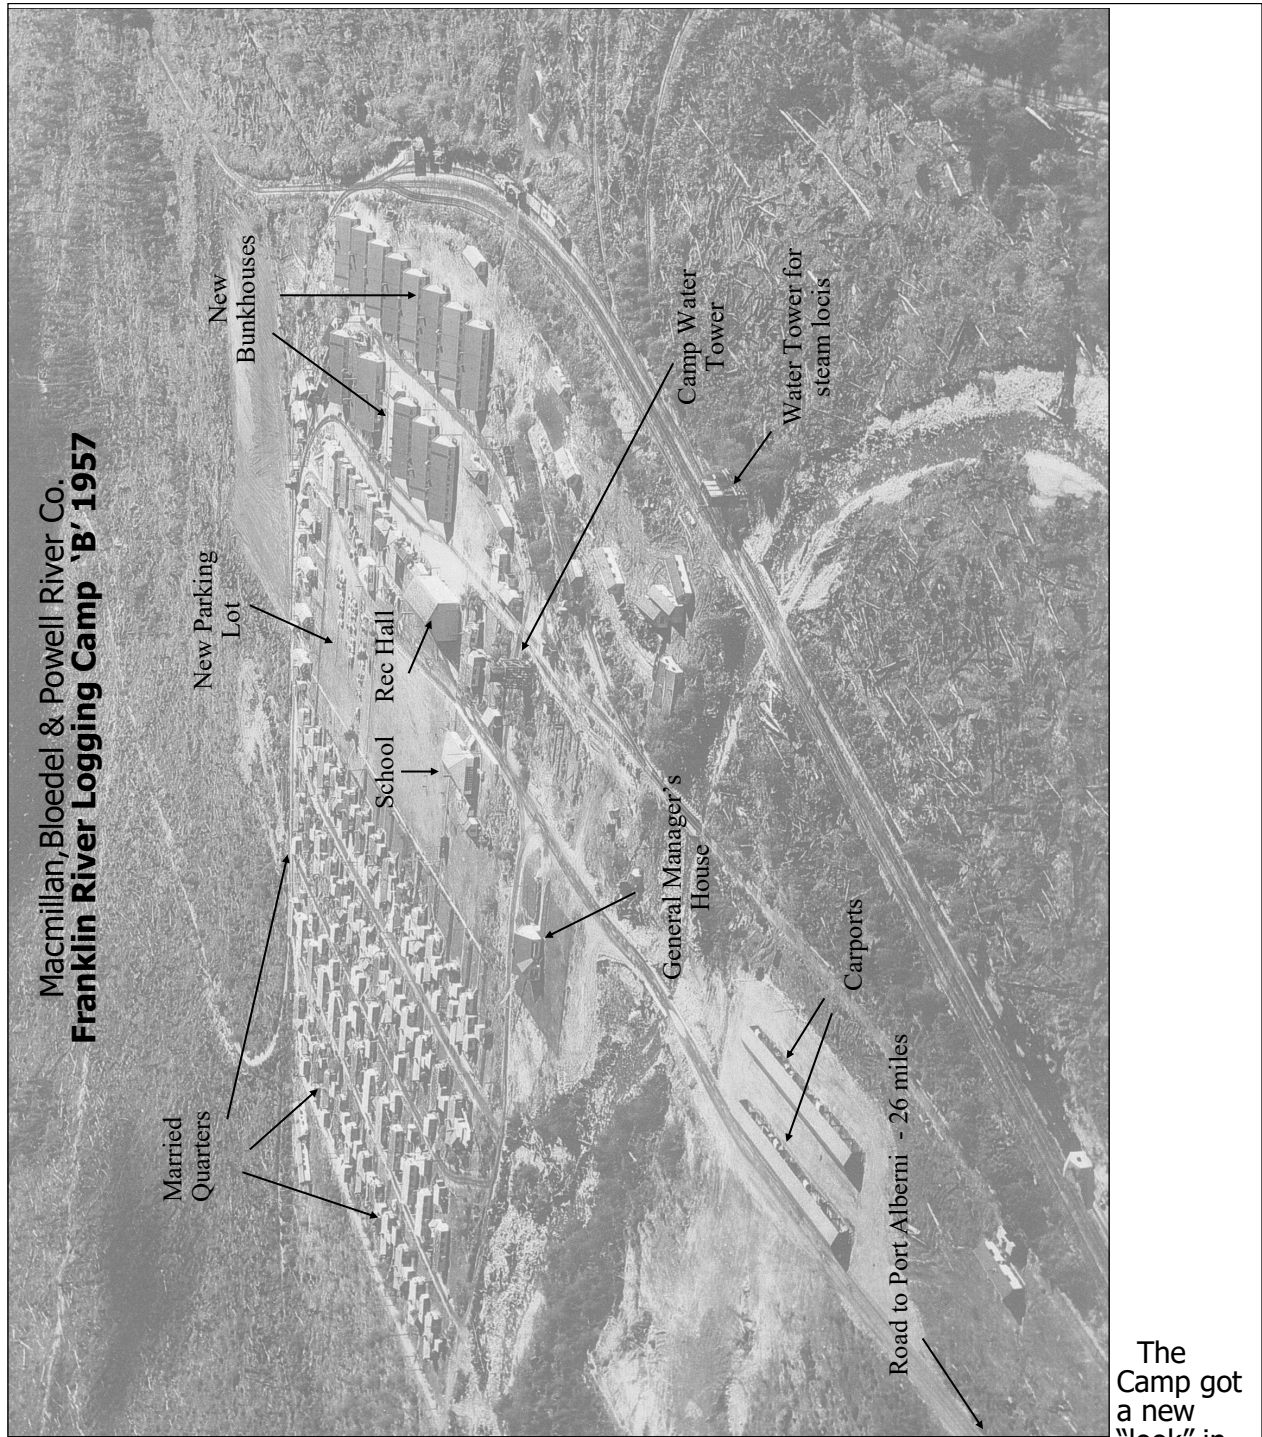 Macmillan,Bloedel & Powell River Co.
Franklin River Logging Camp ‘B’ 1957
Married
Quarters
New Parking
Lot
New
Bunkhouses
School
Rec Hall
General Manager’s
House
Camp Water
Tower
Carports
Water Tower for
steam locis
Road to Port Alberni - 26 miles
The
Camp got
a new
“look” in